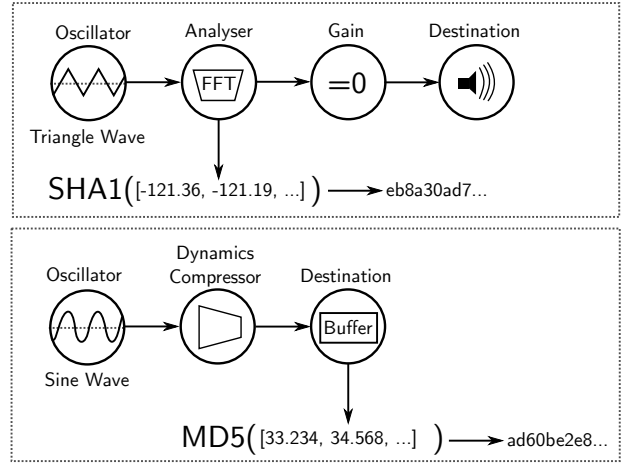 Oscillator Analyser Gain Destination
FFT =0
Triangle Wave
SHA1([-121.36, -121.19, ...]) eb8a30ad7...
Dynamics
Oscillator Compressor Destination
Buffer
Sine Wave
MD5([33.234, 34.568, ...] ) ad60be2e8...